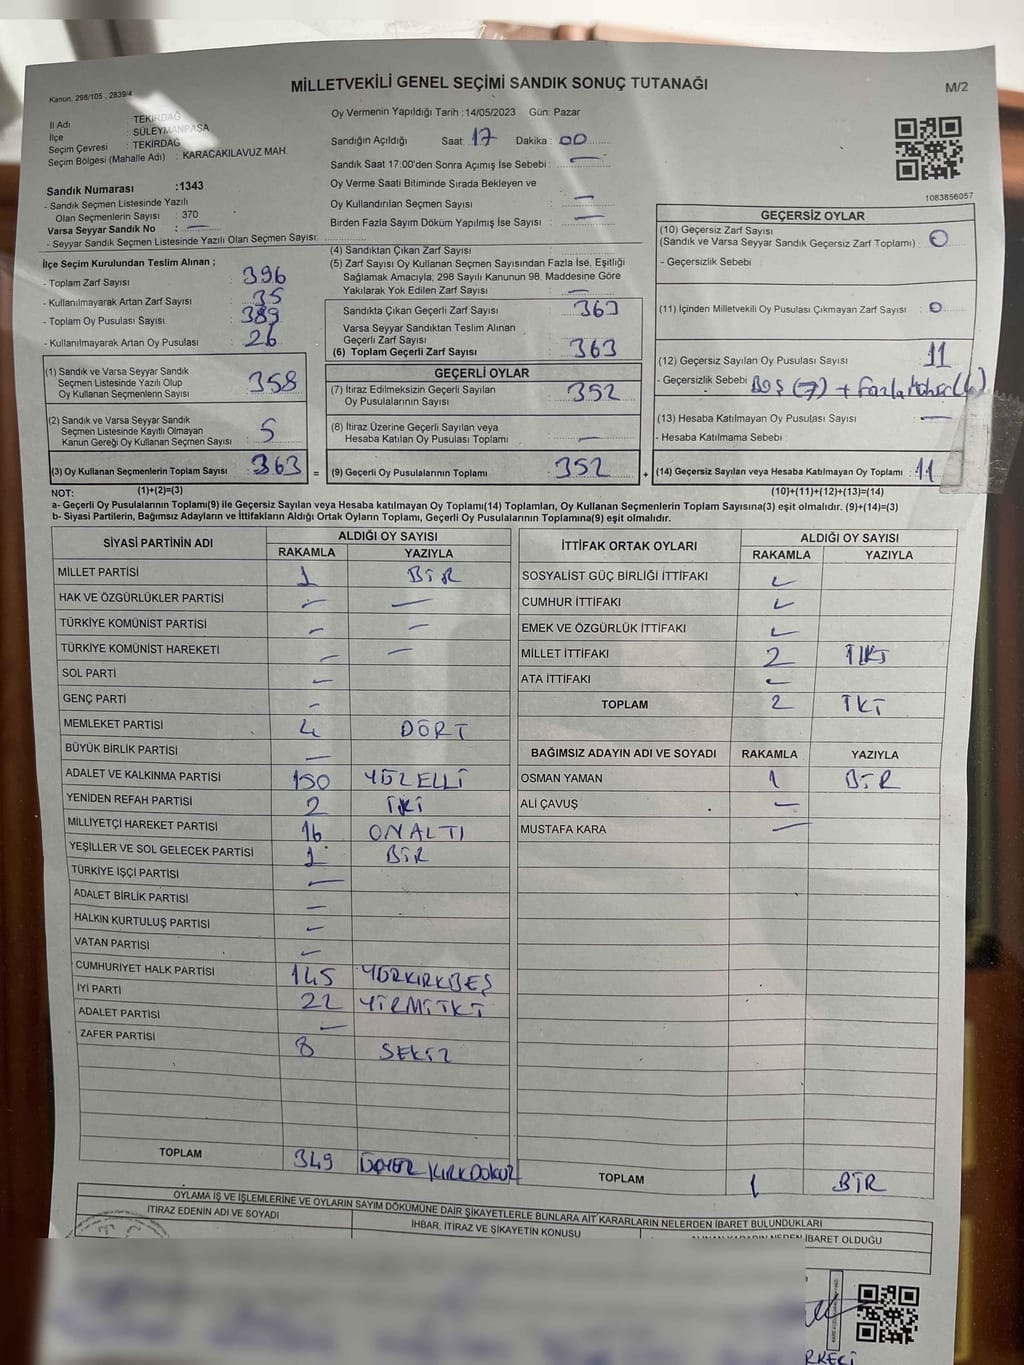 Kanun, 298/105 , 2839/4
MİLLETVEKİLİ GENEL SEÇİMİ SANDIK SONUÇ TUTANAĞI
M/2
İl Adı : TEKİRDAĞ
İlçe : SÜLEYMANPAŞA
Seçim Çevresi : TEKİRDAĞ
Seçim Bölgesi (Mahalle Adı) : KARACAKILAVUZ MAH.
Oy Vermenin Yapıldığı Tarih :14/05/2023 Gün: Pazar
Sandığın Açıldığı Saat: 17 Dakika: 00
Sandık Saat 17:00'den Sonra Açımış İse Sebebi : —
Oy Verme Saati Bitiminde Sırada Bekleyen ve
Oy Kullandırılan Seçmen Sayısı : —
Birden Fazla Sayım Döküm Yapılmış İse Sayısı : —
1083856057
Sandık Numarası :1343
- Sandık Seçmen Listesinde Yazılı
Olan Seçmenlerin Sayısı : 370
Varsa Seyyar Sandık No : —
- Seyyar Sandık Seçmen Listesinde Yazılı Olan Seçmen Sayısı:
İlçe Seçim Kurulundan Teslim Alınan ;
- Toplam Zarf Sayısı : 396
- Kullanılmayarak Artan Zarf Sayısı : 35
- Toplam Oy Pusulası Sayısı : 389
- Kullanılmayarak Artan Oy Pusulası : 26
(1) Sandık ve Varsa Seyyar Sandık
Seçmen Listesinde Yazılı Olup
Oy Kullanan Seçmenlerin Sayısı : 358
(2) Sandık ve Varsa Seyyar Sandık
Seçmen Listesinde Kayıtlı Olmayan
Kanun Gereği Oy Kullanan Seçmen Sayısı : 5
(3) Oy Kullanan Seçmenlerin Toplam Sayısı : 363 =
(1)+(2)=(3)
(4) Sandıktan Çıkan Zarf Sayısı :
(5) Zarf Sayısı Oy Kullanan Seçmen Sayısından Fazla İse, Eşitliği
Sağlamak Amacıyla; 298 Sayılı Kanunun 98. Maddesine Göre
Yakılarak Yok Edilen Zarf Sayısı : —
Sandıkta Çıkan Geçerli Zarf Sayısı : 363
Varsa Seyyar Sandıktan Teslim Alınan
Geçerli Zarf Sayısı :
(6) Toplam Geçerli Zarf Sayısı : 363
GEÇERLİ OYLAR
(7) İtiraz Edilmeksizin Geçerli Sayılan
Oy Pusulalarının Sayısı : 352
(8) İtiraz Üzerine Geçerli Sayılan veya
Hesaba Katılan Oy Pusulası Toplamı : —
(9) Geçerli Oy Pusulalarının Toplamı : 352 +
GEÇERSİZ OYLAR
(10) Geçersiz Zarf Sayısı
(Sandık ve Varsa Seyyar Sandık Geçersiz Zarf Toplamı) : 0
- Geçersizlik Sebebi :
(11) İçinden Milletvekili Oy Pusulası Çıkmayan Zarf Sayısı : 0
(12) Geçersiz Sayılan Oy Pusulası Sayısı : 11
- Geçersizlik Sebebi : Boş (7) + Fazla Mühür (4)
(13) Hesaba Katılmayan Oy Pusulası Sayısı : —
- Hesaba Katılmama Sebebi :
(14) Geçersiz Sayılan veya Hesaba Katılmayan Oy Toplamı : 11
(10)+(11)+(12)+(13)=(14)
NOT:
a- Geçerli Oy Pusulalarının Toplamı(9) ile Geçersiz Sayılan veya Hesaba katılmayan Oy Toplamı(14) Toplamları, Oy Kullanan Seçmenlerin Toplam Sayısına(3) eşit olmalıdır. (9)+(14)=(3)
b- Siyasi Partilerin, Bağımsız Adayların ve İttifakların Aldığı Ortak Oyların Toplamı, Geçerli Oy Pusulalarının Toplamına(9) eşit olmalıdır.
SİYASİ PARTİNİN ADI ALDIĞI OY SAYISI
RAKAMLA YAZIYLA
MİLLET PARTİSİ 1 BİR
HAK VE ÖZGÜRLÜKLER PARTİSİ — —
TÜRKİYE KOMÜNİST PARTİSİ — —
TÜRKİYE KOMÜNİST HAREKETİ — —
SOL PARTİ —
GENÇ PARTİ —
MEMLEKET PARTİSİ 4 DÖRT
BÜYÜK BİRLİK PARTİSİ —
ADALET VE KALKINMA PARTİSİ 150 YÜZELLİ
YENİDEN REFAH PARTİSİ 2 İKİ
MİLLİYETÇİ HAREKET PARTİSİ 16 ONALTI
YEŞİLLER VE SOL GELECEK PARTİSİ 1 BİR
TÜRKİYE İŞÇİ PARTİSİ —
ADALET BİRLİK PARTİSİ —
HALKIN KURTULUŞ PARTİSİ —
VATAN PARTİSİ —
CUMHURİYET HALK PARTİSİ 145 YÜZKIRKBEŞ
İYİ PARTİ 22 YİRMİİKİ
ADALET PARTİSİ —
ZAFER PARTİSİ 8 SEKİZ
TOPLAM 349 ÜÇYÜZ KIRKDOKUZ
İTTİFAK ORTAK OYLARI ALDIĞI OY SAYISI
RAKAMLA YAZIYLA
SOSYALİST GÜÇ BİRLİĞİ İTTİFAKI —
CUMHUR İTTİFAKI —
EMEK VE ÖZGÜRLÜK İTTİFAKI —
MİLLET İTTİFAKI 2 İKİ
ATA İTTİFAKI —
TOPLAM 2 İKİ
BAĞIMSIZ ADAYIN ADI VE SOYADI RAKAMLA YAZIYLA
OSMAN YAMAN 1 BİR
ALİ ÇAVUŞ —
MUSTAFA KARA —
TOPLAM 1 BİR
OYLAMA İŞ VE İŞLEMLERİNE VE OYLARIN SAYIM DÖKÜMÜNE DAİR ŞİKAYETLERLE BUNLARA AİT KARARLARIN NELERDEN İBARET BULUNDUKLARI
İTİRAZ EDENİN ADI VE SOYADI
İHBAR, İTİRAZ VE ŞİKAYETİN KONUSU
İBARET OLDUĞU